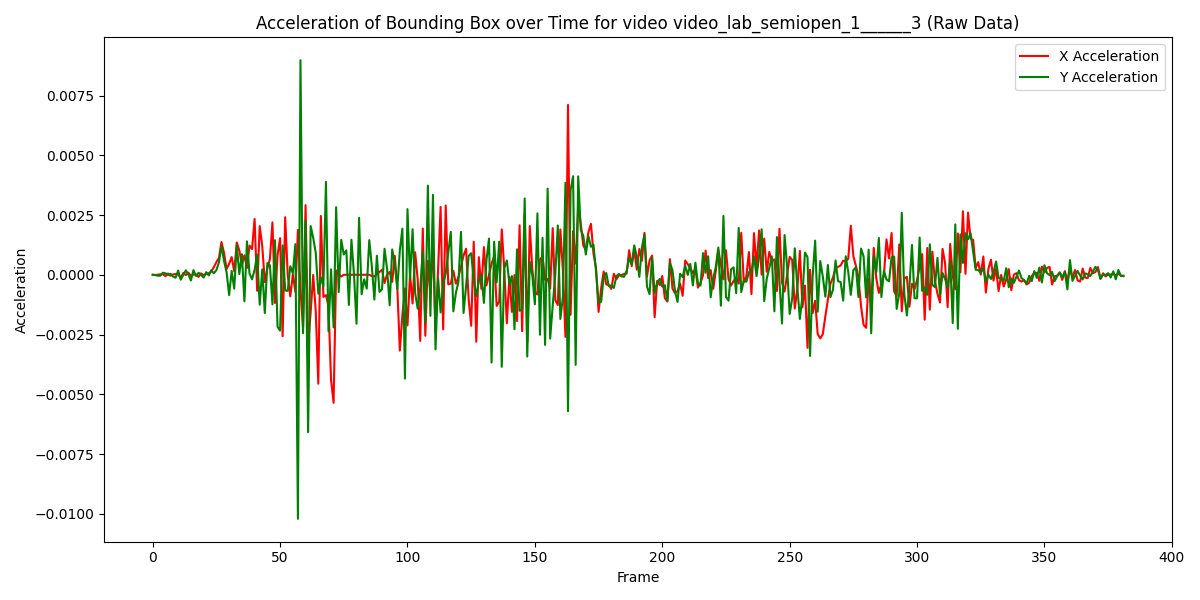 Acceleration of Bounding Box over Time for video video_lab_semiopen_1______3 (Raw Data)
X Acceleration
Y Acceleration
0.0075
0.0050
0.0025
0.0000
−0.0025
−0.0050
−0.0075
−0.0100
Acceleration
0 50 100 150 200 250 300 350 400
Frame